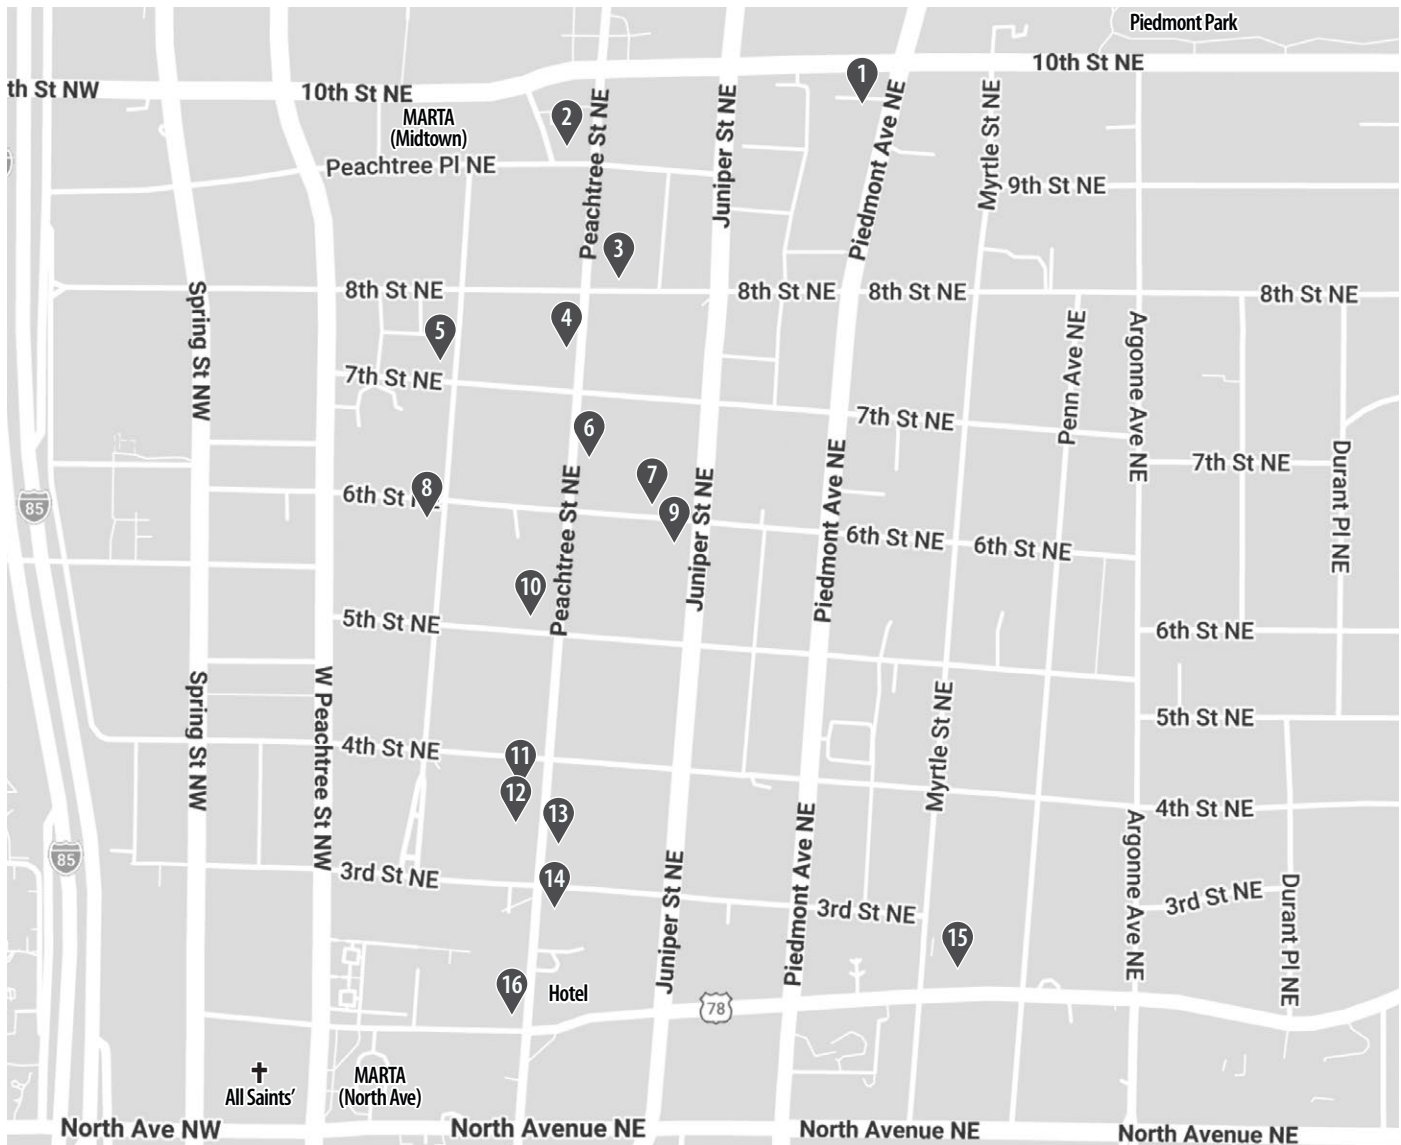 Piedmont Park
10th St NE
th St NW
10th St NE
1
2
MARTA
(Midtown)
Peachtree St NE
Juniper St NE
Piedmont Ave NE
Myrtle St NE
Peachtree Pl NE
9th St NE
3
8th St NE
8th St NE
8th St NE
8th St NE
Spring St NW
4
5
Penn Ave NE
Argonne Ave NE
7th St NE
6
7th St NE
7th St NE
Durant Pl NE
Peachtree St NE
Juniper St NE
Piedmont Ave NE
7
8
6th St
85
9
6th St NE
6th St NE
10
5th St NE
6th St NE
Spring St NW
W Peachtree St NW
Myrtle St NE
5th St NE
4th St NE
11
12
13
4th St NE
Piedmont Ave NE
Argonne Ave NE
85
Juniper St NE
3rd St NE
14
3rd St NE
3rd St NE
Durant Pl NE
15
16
Hotel
78
All Saints'
MARTA
(North Ave)
North Ave NW
North Avenue NE
North Avenue NE
North Avenue NE